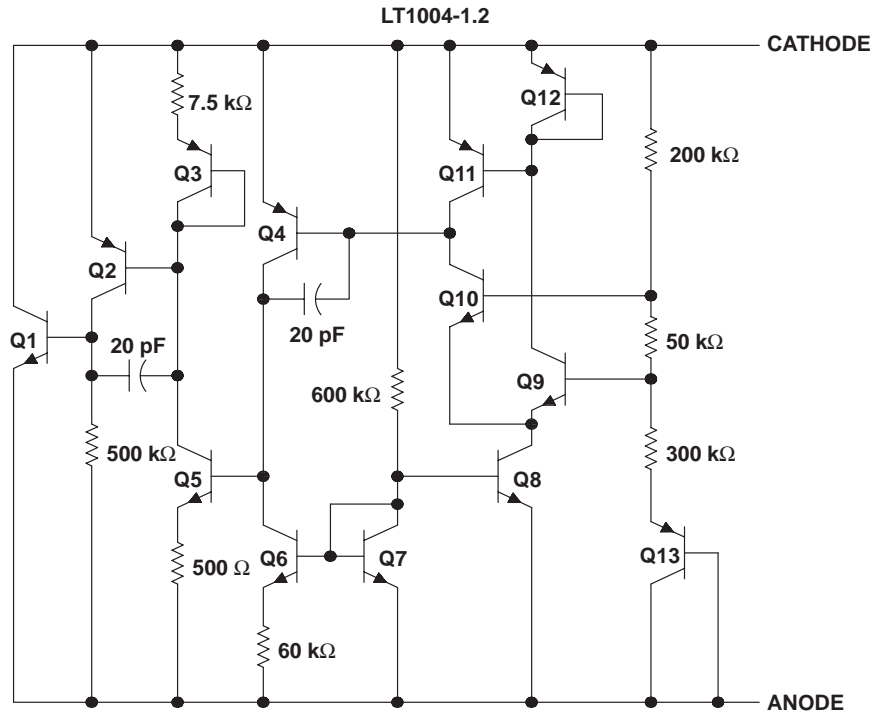 LT1004-1.2
CATHODE
Q12
7.5 kΩ
Q3
Q11
200 kΩ
Q4
Q2
Q10
20 pF
Q1
20 pF
50 kΩ
Q9
600 kΩ
500 kΩ
300 kΩ
Q5
Q8
Q6
Q7
Q13
500 Ω
60 kΩ
ANODE